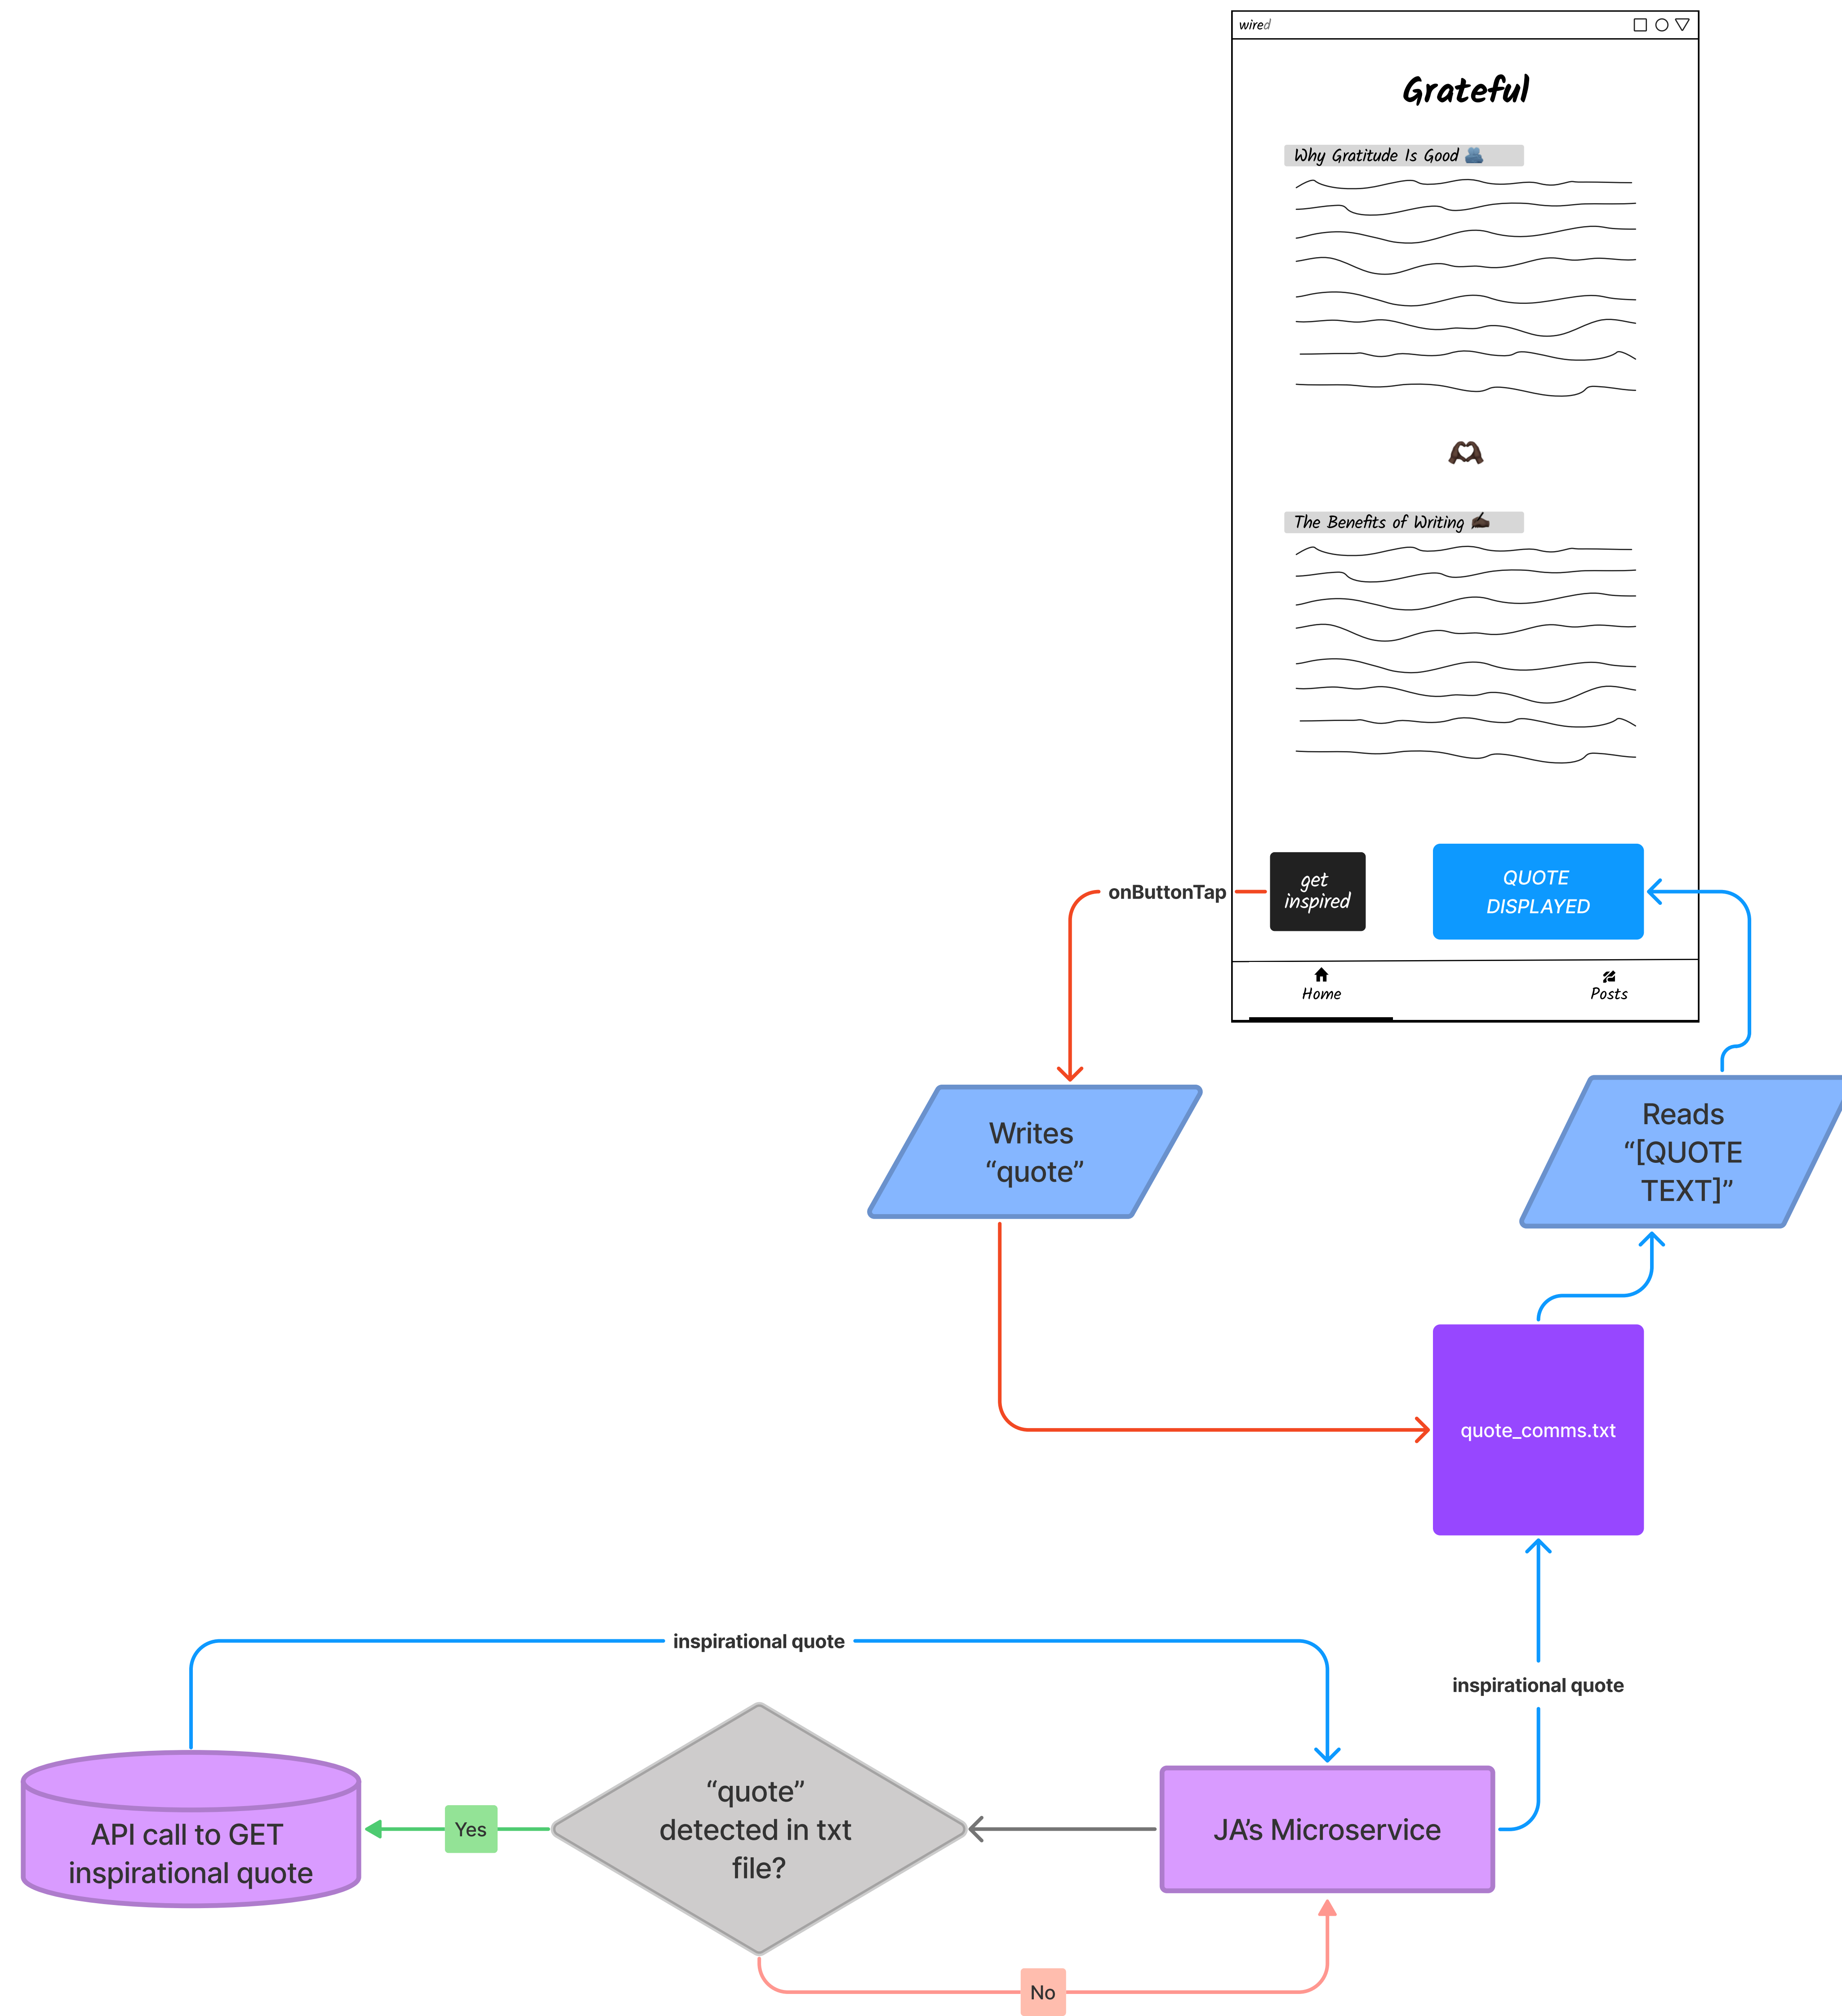 wired
Grateful
Why Gratitude Is Good
The Benefits of Writing
onButtonTap
get
inspired
QUOTE
DISPLAYED
Home
Posts
Writes
“quote”
Reads
“[QUOTE
TEXT]”
quote_comms.txt
inspirational quote
inspirational quote
API call to GET
inspirational quote
Yes
“quote”
detected in txt
file?
JA’s Microservice
No